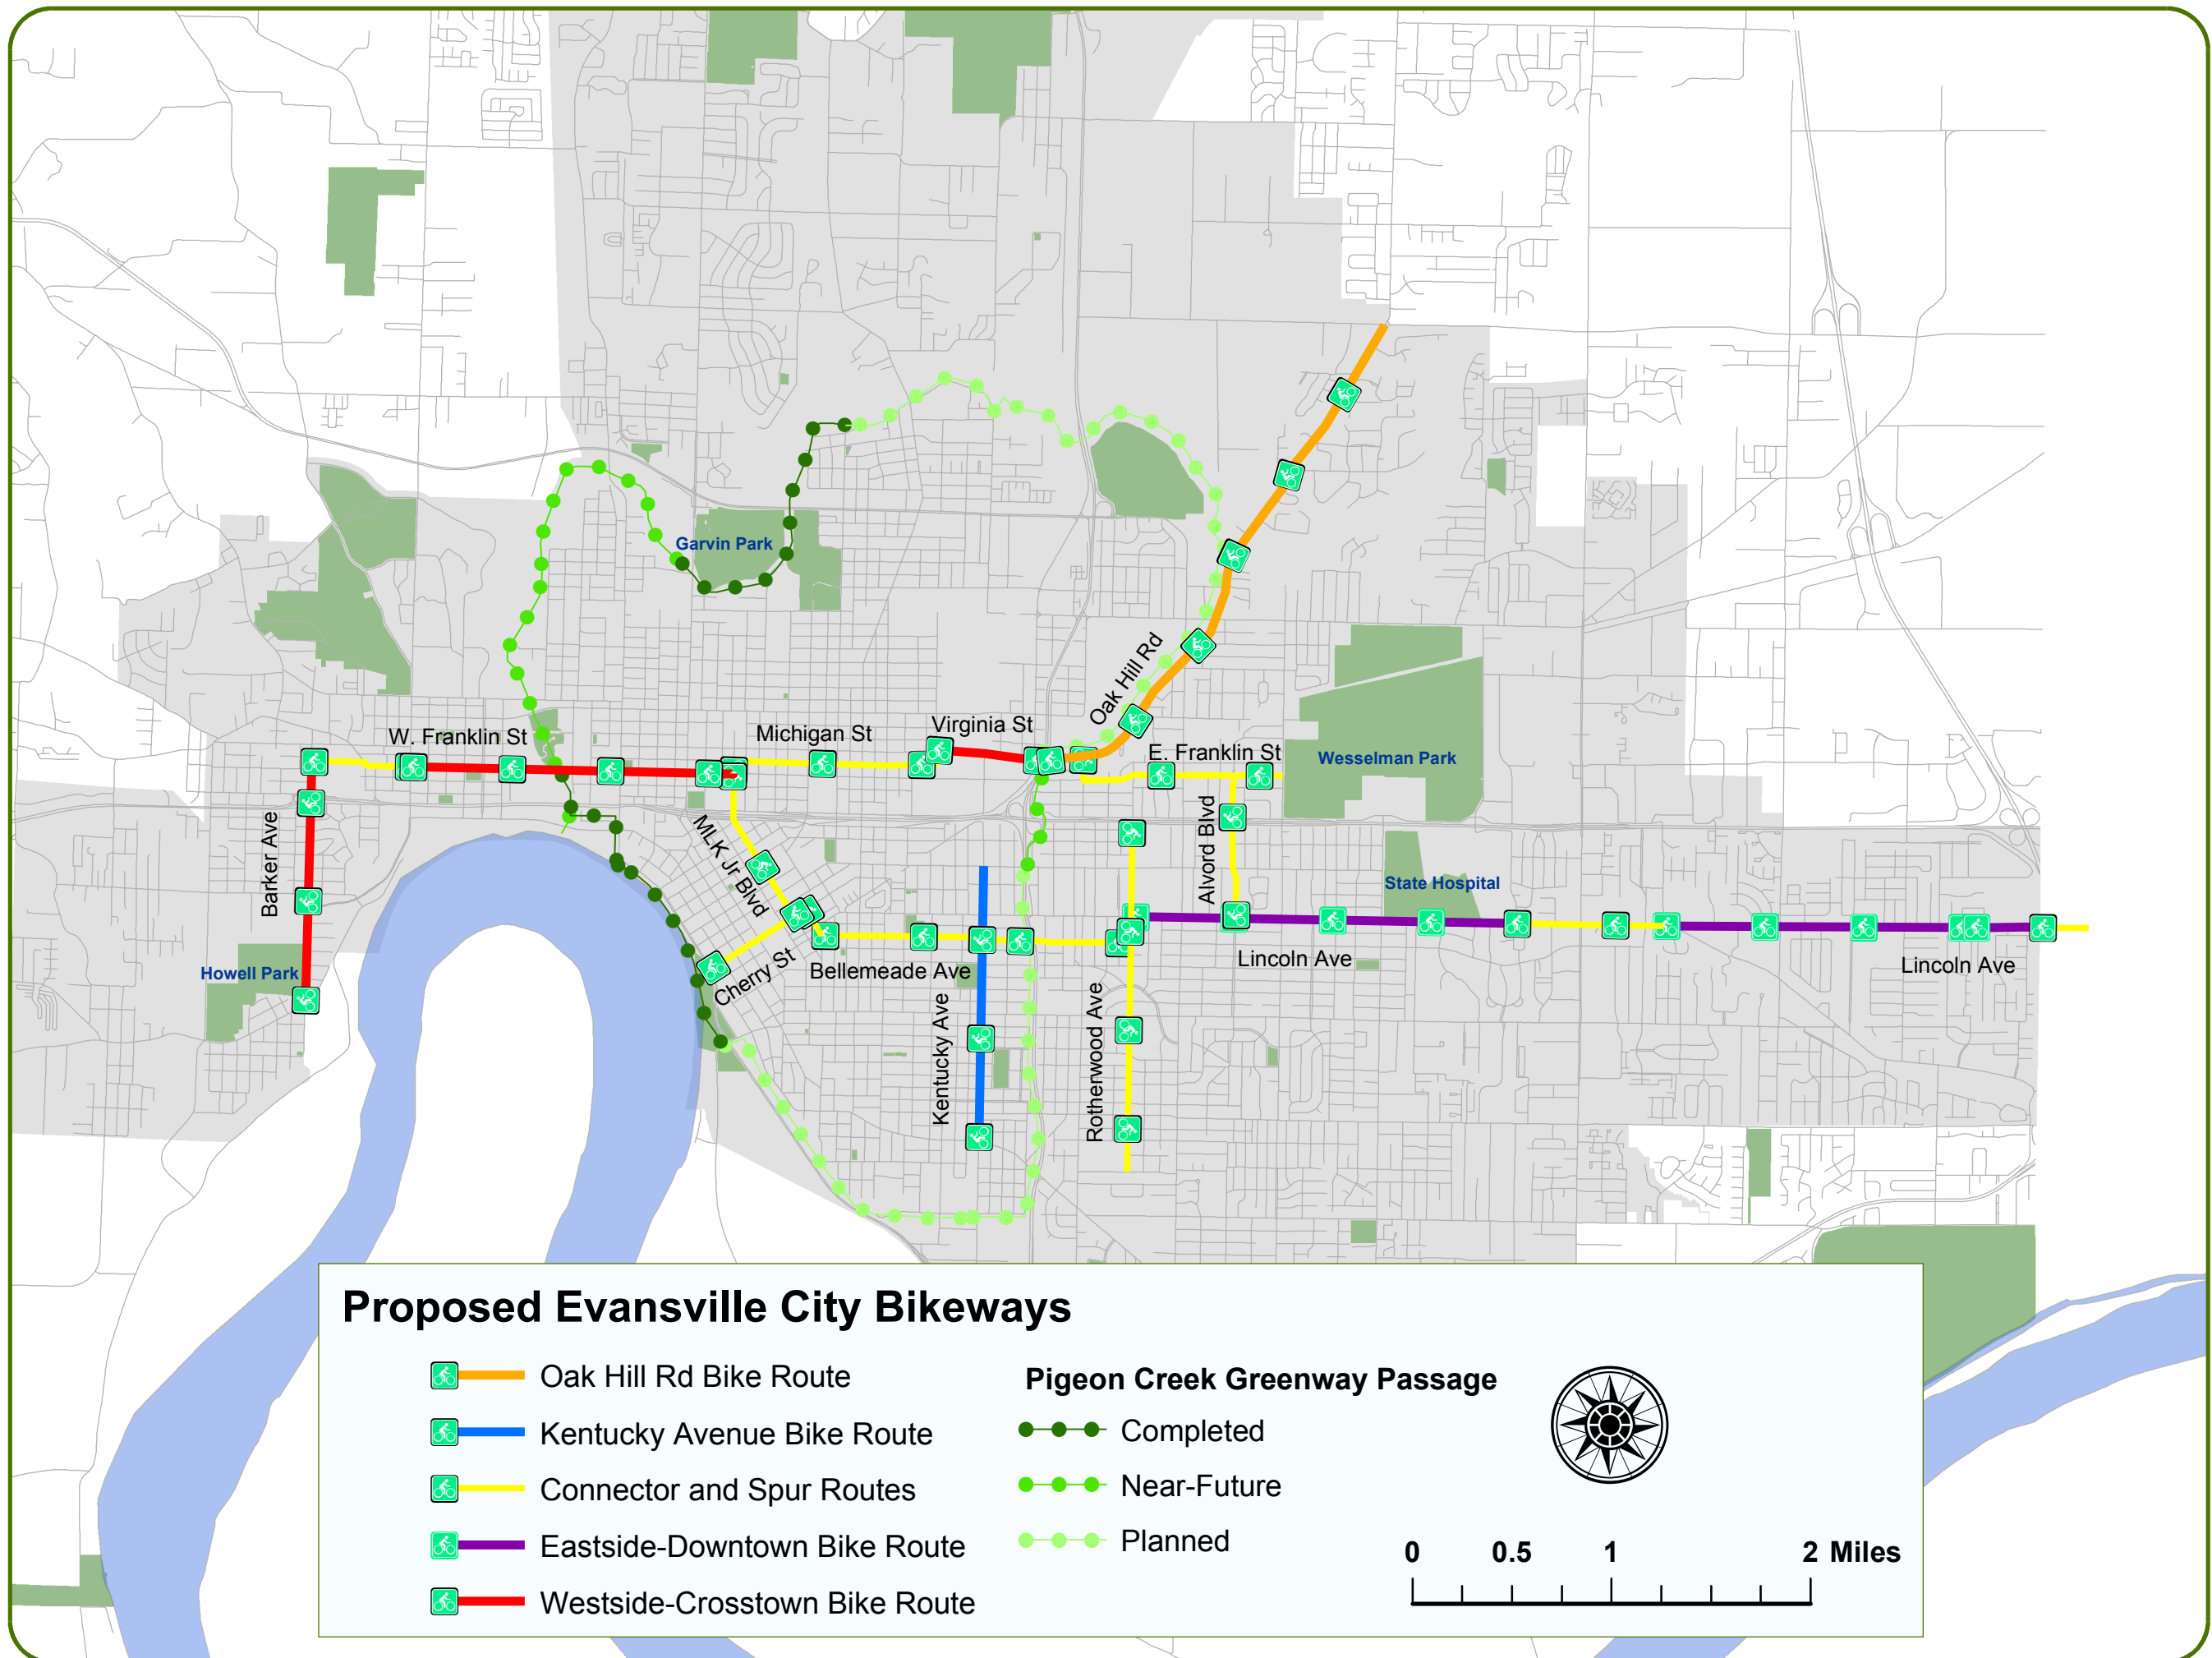 Garvin Park
Oak Hill Rd
W. Franklin St
Michigan St
Virginia St
E. Franklin St
Wesselman Park
Barker Ave
MLK Jr Blvd
Alvord Blvd
State Hospital
Howell Park
Cherry St
Bellemeade Ave
Lincoln Ave
Lincoln Ave
Kentucky Ave
Rotherwood Ave
Proposed Evansville City Bikeways
Oak Hill Rd Bike Route
Kentucky Avenue Bike Route
Connector and Spur Routes
Eastside-Downtown Bike Route
Westside-Crosstown Bike Route
Pigeon Creek Greenway Passage
Completed
Near-Future
Planned
0 0.5 1 2 Miles